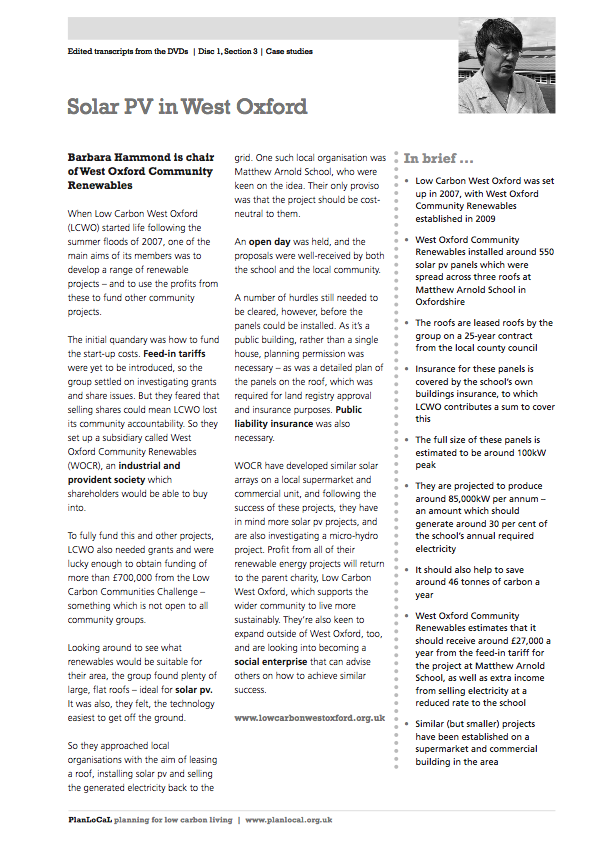 Edited transcripts from the DVDs | Disc 1, Section 3 | Case studies
Solar PV in West Oxford
Barbara Hammond is chair
of West Oxford Community
Renewables
When Low Carbon West Oxford
(LCWO) started life following the
summer floods of 2007, one of the
main aims of its members was to
develop a range of renewable
projects – and to use the profits from
these to fund other community
projects.
The initial quandary was how to fund
the start-up costs. Feed-in tariffs
were yet to be introduced, so the
group settled on investigating grants
and share issues. But they feared that
selling shares could mean LCWO lost
its community accountability. So they
set up a subsidiary called West
Oxford Community Renewables
(WOCR), an industrial and
provident society which
shareholders would be able to buy
into.
To fully fund this and other projects,
LCWO also needed grants and were
lucky enough to obtain funding of
more than £700,000 from the Low
Carbon Communities Challenge –
something which is not open to all
community groups.
Looking around to see what
renewables would be suitable for
their area, the group found plenty of
large, flat roofs – ideal for solar pv.
It was also, they felt, the technology
easiest to get off the ground.
So they approached local
organisations with the aim of leasing
a roof, installing solar pv and selling
the generated electricity back to the
grid. One such local organisation was
Matthew Arnold School, who were
keen on the idea. Their only proviso
was that the project should be cost-
neutral to them.
An open day was held, and the
proposals were well-received by both
the school and the local community.
A number of hurdles still needed to
be cleared, however, before the
panels could be installed. As it's a
public building, rather than a single
house, planning permission was
necessary – as was a detailed plan of
the panels on the roof, which was
required for land registry approval
and insurance purposes. Public
liability insurance was also
necessary.
WOCR have developed similar solar
arrays on a local supermarket and
commercial unit, and following the
success of these projects, they have
in mind more solar pv projects, and
are also investigating a micro-hydro
project. Profit from all of their
renewable energy projects will return
to the parent charity, Low Carbon
West Oxford, which supports the
wider community to live more
sustainably. They're also keen to
expand outside of West Oxford, too,
and are looking into becoming a
social enterprise that can advise
others on how to achieve similar
success.
www.lowcarbonwestoxford.org.uk
In brief ...
• Low Carbon West Oxford was set
up in 2007, with West Oxford
Community Renewables
established in 2009
• West Oxford Community
Renewables installed around 550
solar pv panels which were
spread across three roofs at
Matthew Arnold School in
Oxfordshire
• The roofs are leased roofs by the
group on a 25-year contract
from the local county council
• Insurance for these panels is
covered by the school's own
buildings insurance, to which
LCWO contributes a sum to cover
this
• The full size of these panels is
estimated to be around 100kW
peak
• They are projected to produce
around 85,000kW per annum –
an amount which should
generate around 30 per cent of
the school's annual required
electricity
• It should also help to save
around 46 tonnes of carbon a
year
• West Oxford Community
Renewables estimates that it
should receive around £27,000 a
year from the feed-in tariff for
the project at Matthew Arnold
School, as well as extra income
from selling electricity at a
reduced rate to the school
• Similar (but smaller) projects
have been established on a
supermarket and commercial
building in the area
PlanLoCaL planning for low carbon living | www.planlocal.org.uk